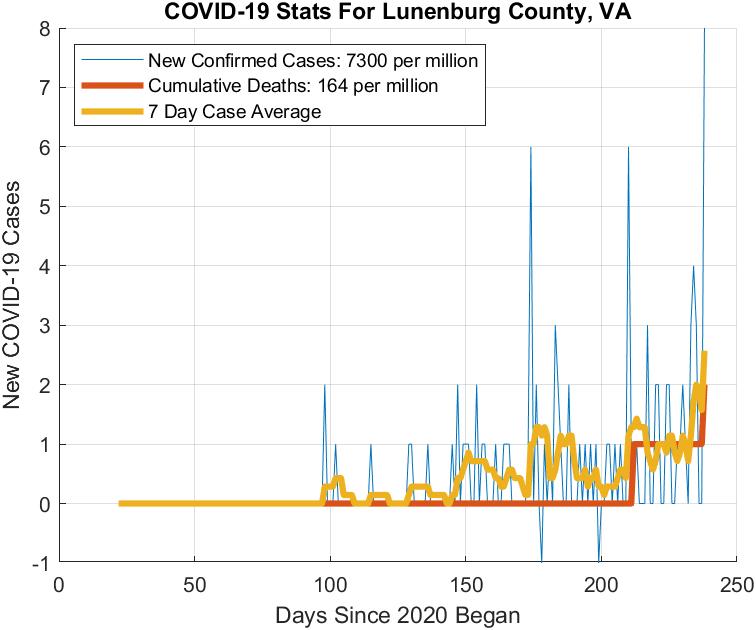 COVID-19 Stats For Lunenburg County, VA
New Confirmed Cases: 7300 per million
Cumulative Deaths: 164 per million
7 Day Case Average
New COVID-19 Cases
8
7
6
5
4
3
2
1
0
-1
0 50 100 150 200 250
Days Since 2020 Began